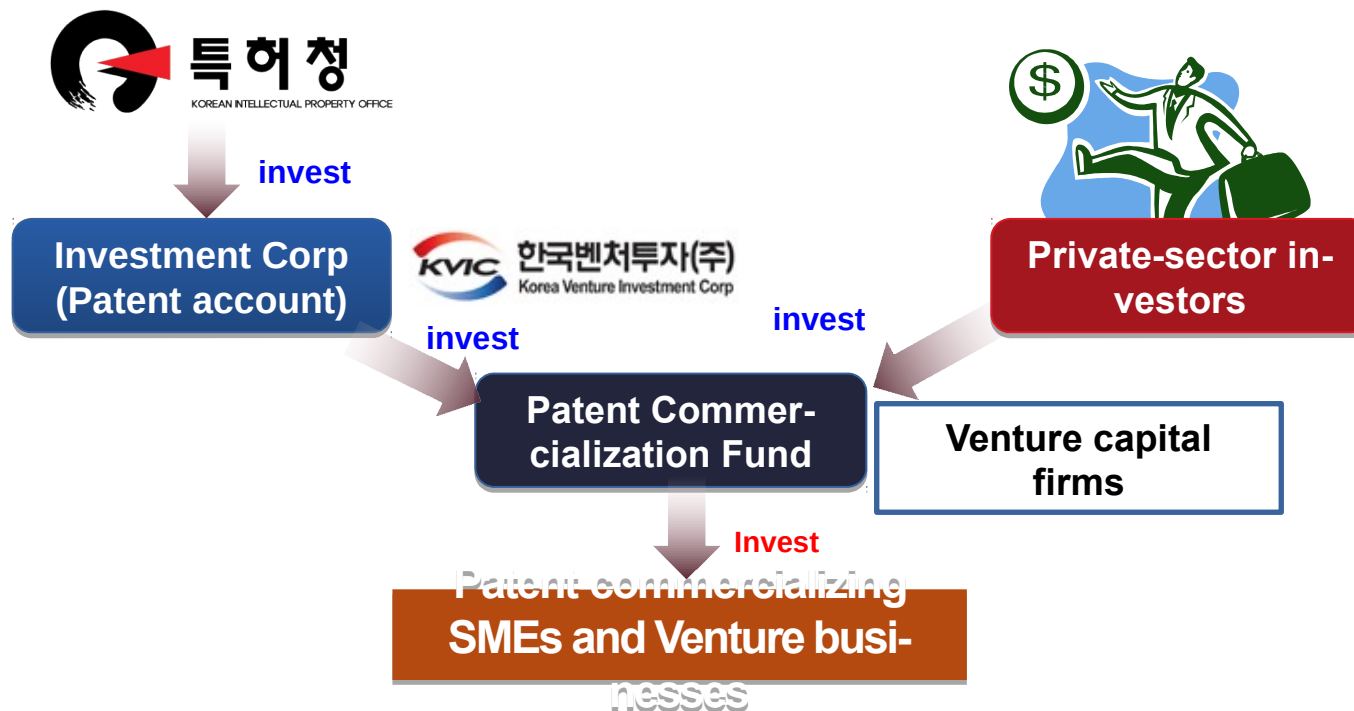 특허청
KOREAN INTELLECTUAL PROPERTY OFFICE
$
invest
Investment Corp
(Patent account)
KVIC
한국벤처투자(주)
Korea Venture Investment Corp
Private-sector in-
vestors
invest
invest
Patent Commer-
cialization Fund
Venture capital
firms
Invest
Patent commercializing
SMEs and Venture busi-
nesses